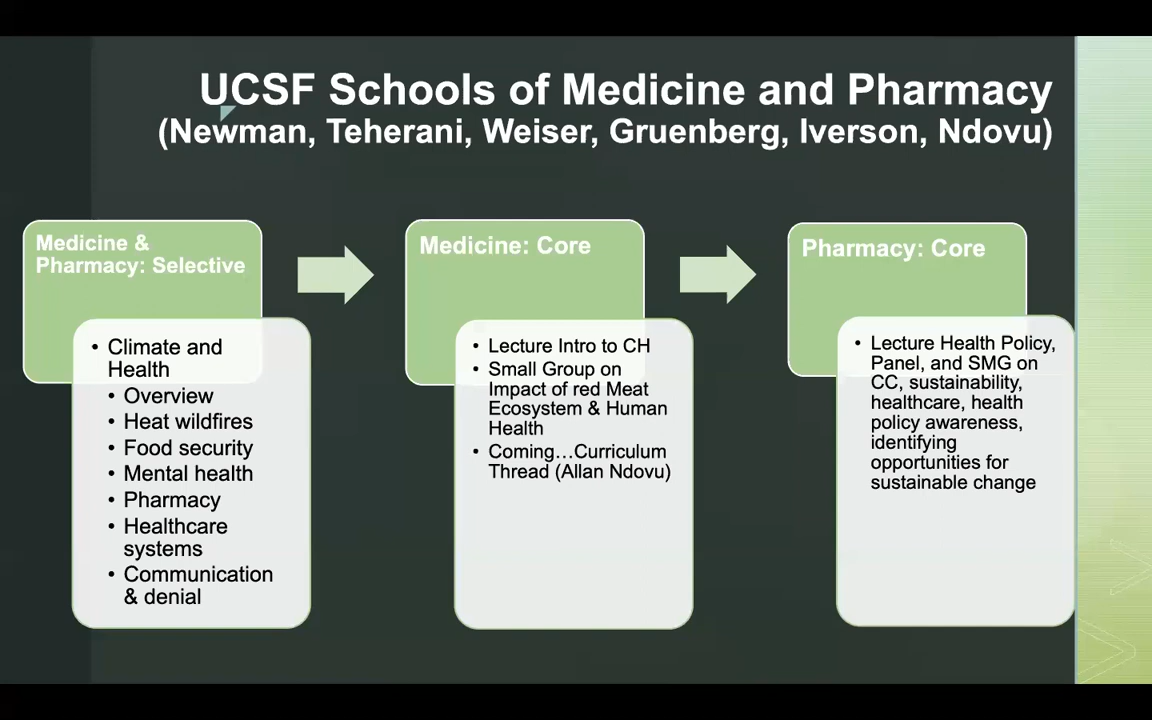 UCSF Schools of Medicine and Pharmacy
(Newman, Teherani, Weiser, Gruenberg, Iverson, Ndovu)
Medicine &
Pharmacy: Selective
• Climate and
Health
• Overview
• Heat wildfires
• Food security
• Mental health
• Pharmacy
• Healthcare
systems
• Communication
& denial
Medicine: Core
• Lecture Intro to CH
• Small Group on
Impact of red Meat
Ecosystem & Human
Health
• Coming…Curriculum
Thread (Allan Ndovu)
Pharmacy: Core
• Lecture Health Policy,
Panel, and SMG on
CC, sustainability,
healthcare, health
policy awareness,
identifying
opportunities for
sustainable change